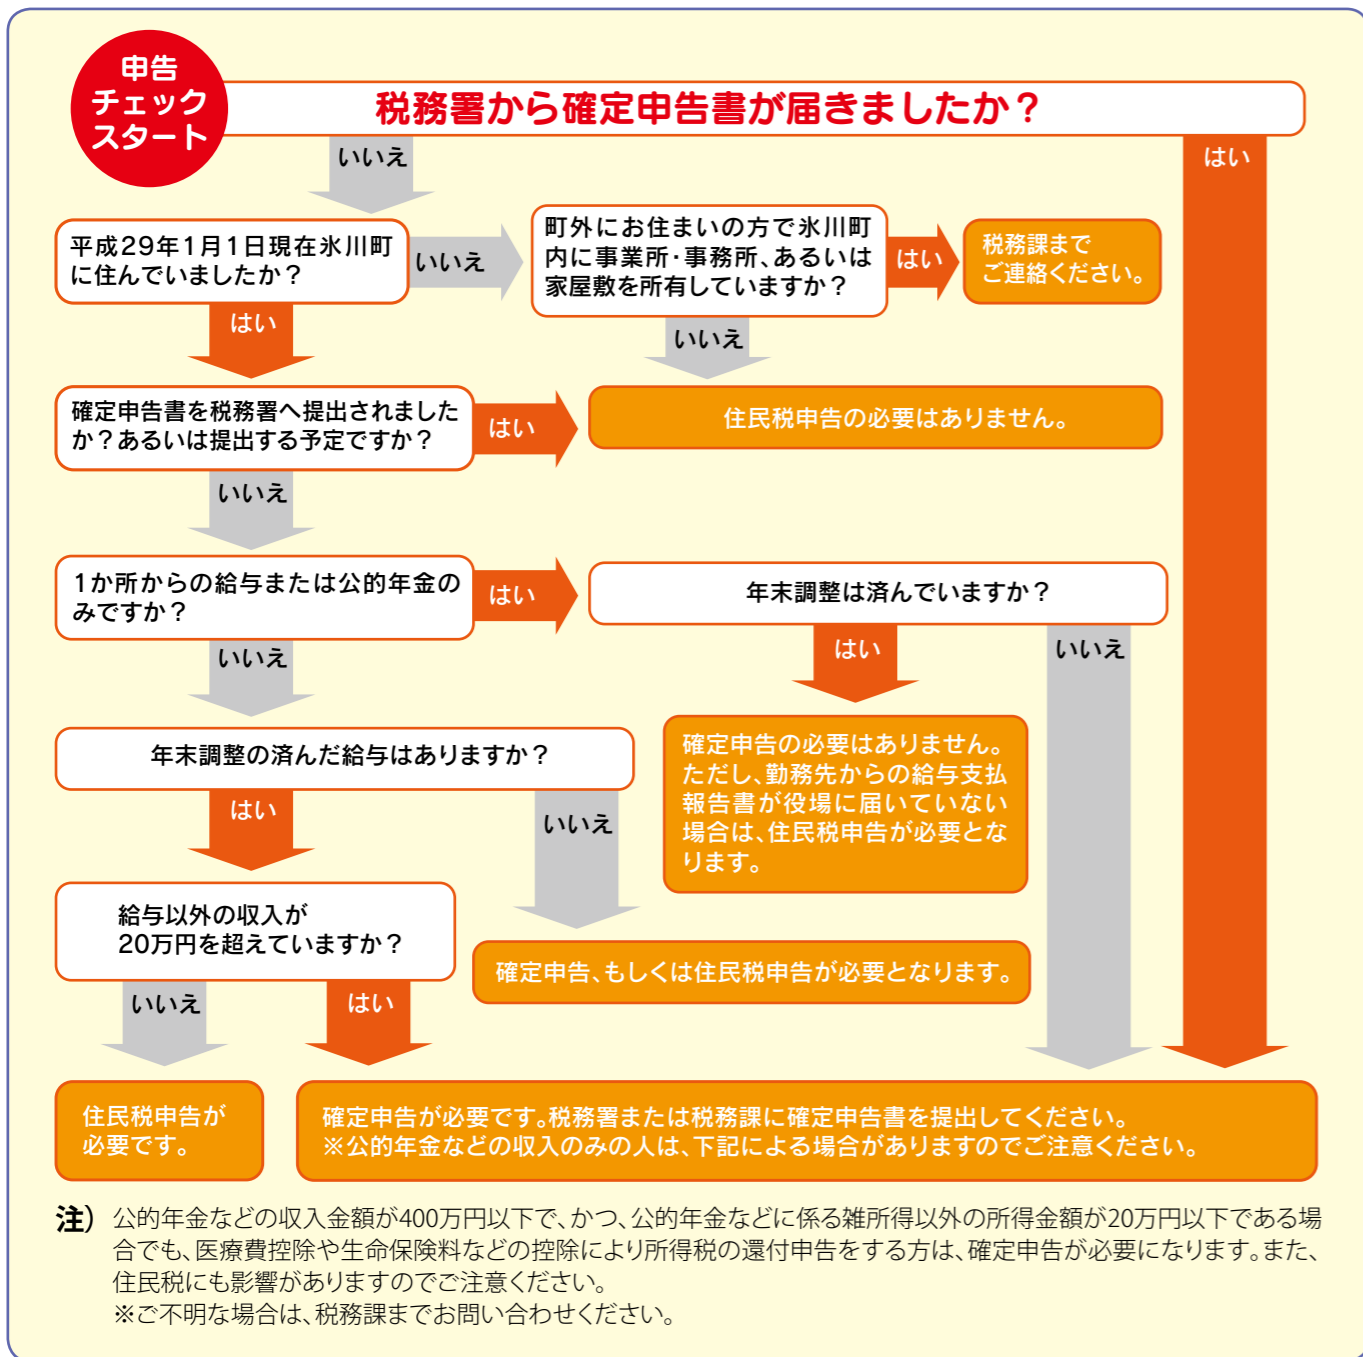 申告
チェック
スタート
税務署から確定申告書が届きましたか？
いいえ
はい
平成29年1月1日現在氷川町
に住んでいましたか？
いいえ
町外にお住まいの方で氷川町
内に事業所・事務所、あるいは
家屋敷を所有していますか？
はい
税務課まで
ご連絡ください。
はい
いいえ
確定申告書を税務署へ提出されました
か？あるいは提出する予定ですか？
はい
住民税申告の必要はありません。
いいえ
1か所からの給与または公的年金の
みですか？
はい
年末調整は済んでいますか？
いいえ
はい
いいえ
年末調整の済んだ給与はありますか？
確定申告の必要はありません。
ただし、勤務先からの給与支払
報告書が役場に届いていない
場合は、住民税申告が必要とな
ります。
はい
いいえ
給与以外の収入が
20万円を超えていますか？
確定申告、もしくは住民税申告が必要となります。
いいえ
はい
住民税申告が
必要です。
確定申告が必要です。税務署または税務課に確定申告書を提出してください。
※公的年金などの収入のみの人は、下記による場合がありますのでご注意ください。
注） 公的年金などの収入金額が400万円以下で、かつ、公的年金などに係る雑所得以外の所得金額が20万円以下である場
合でも、医療費控除や生命保険料などの控除により所得税の還付申告をする方は、確定申告が必要になります。また、
住民税にも影響がありますのでご注意ください。
※ご不明な場合は、税務課までお問い合わせください。